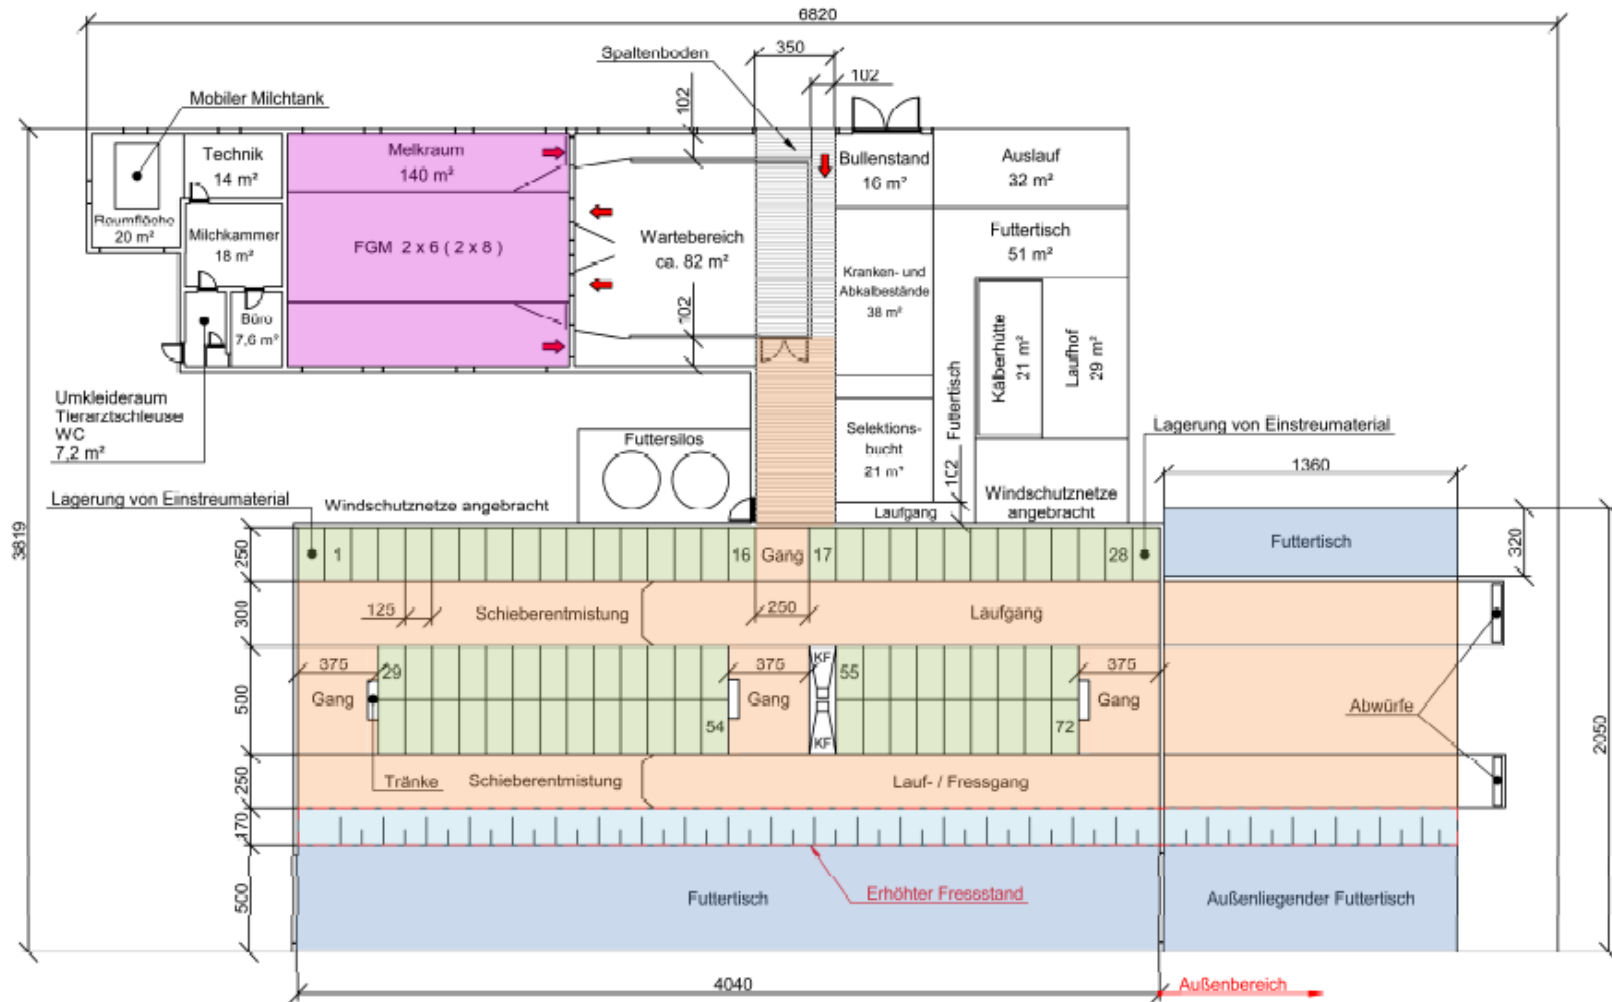 6820
Spaltenboden
350
102
102
Mobiler Milchtank
Technik
14 m²
Melkraum
140 m²
Bullenstand
16 m²
Auslauf
32 m²
Raumfläche
20 m²
Milchkammer
18 m²
FGM 2 x 6 ( 2 x 8 )
Wartebereich
ca. 82 m²
Futtertisch
51 m²
Kranken- und
Abkalbestände
38 m²
Büro
7,6 m²
102
Kälberhütte
21 m²
Laufhof
29 m²
Futtertisch
Umkleideraum
Tierarztschleuse
WC
7,2 m²
Futtersilos
Selektions-
bucht
21 m²
102
Lagerung von Einstreumaterial
1360
Lagerung von Eiinstreumaterial
Windschutznetze angebracht
Laufgang
Windschutznetze
angebracht
3819
250
1
16
Gang
17
28
Futtertisch
320
300
125
Schieberentmistung
250
Laufgang
500
375
Gang
29
54
375
Gang
KF
KF
55
72
375
Gang
Abwürfe
2050
250
Tränke
Schieberentmistung
Lauf- / Fressgang
170
500
Futtertisch
Erhöhter Fressstand
Außenliegender Futtertisch
4040
Außenbereich